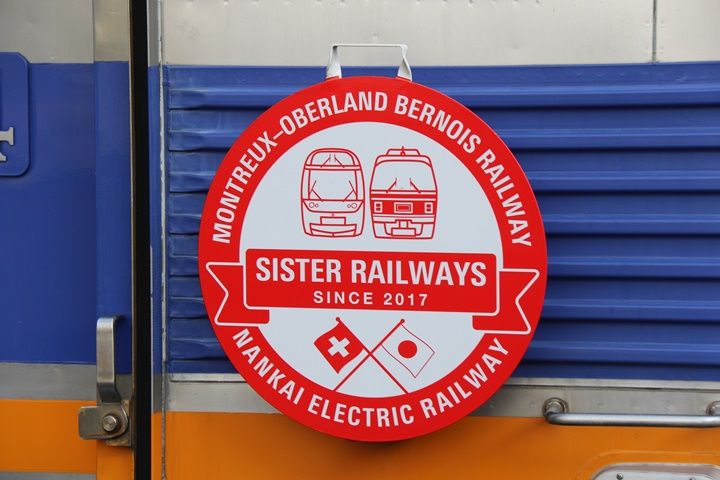 MONTREUX–OBERLAND BERNOIS RAILWAY
SISTER RAILWAYS
SINCE 2017
NANKAI ELECTRIC RAILWAY